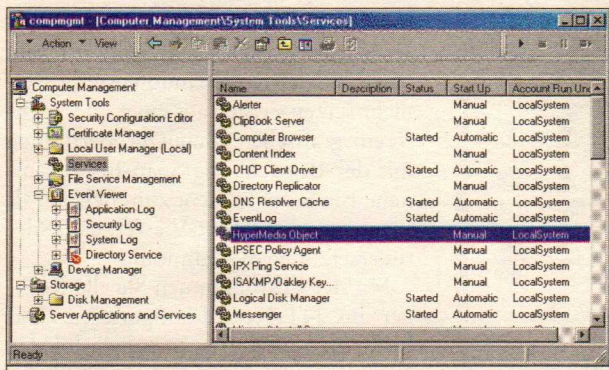 compmgmt - [Computer Management\System Tools\Services]
Action View
Computer Management
System Tools
Security Configuration Editor
Certificate Manager
Local User Manager (Local)
Services
File Service Management
Event Viewer
Application Log
Security Log
System Log
Directory Service
Device Manager
Storage
Disk Management
Server Applications and Services
Name Description Status Start Up Account Run Und
Alerter Manual LocalSystem
ClipBook Server Manual LocalSystem
Computer Browser Started Automatic LocalSystem
Content Index Manual LocalSystem
DHCP Client Driver Started Automatic LocalSystem
Directory Replicator Manual LocalSystem
DNS Resolver Cache Started Automatic LocalSystem
EventLog Started Automatic LocalSystem
HyperMedia Object Manual LocalSystem
IPSEC Policy Agent Manual LocalSystem
IPX Ping Service Manual LocalSystem
ISAKMP/Oakley Key... Manual LocalSystem
Logical Disk Manager Started Automatic LocalSystem
Messenger Started Automatic LocalSystem
Ready